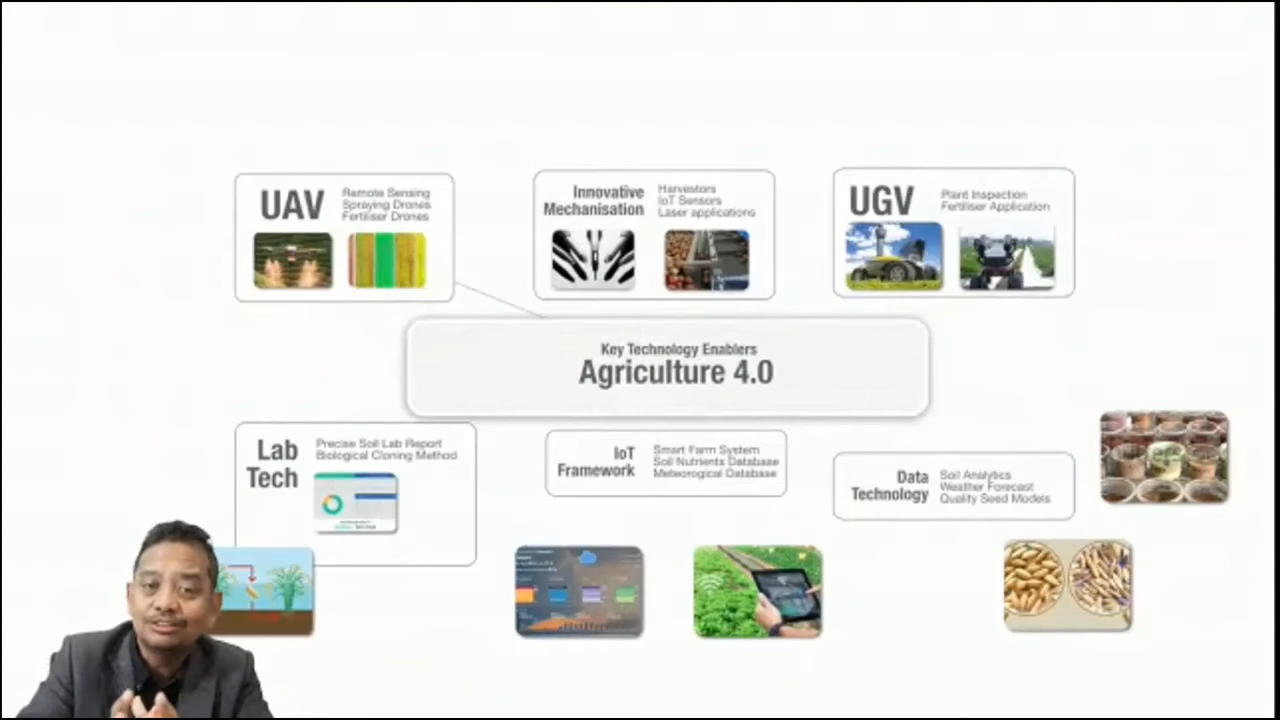 UAV
Remote Sensing
Spraying Drones
Fertiliser Drones
Innovative
Mechanisation
Harvestors
IoT Sensors
Laser applications
UGV
Plant Inspection
Fertiliser Application
Key Technology Enablers
Agriculture 4.0
Lab
Tech
Precise Soil Lab Report
Biological Cloning Method
IoT
Framework
Smart Farm System
Soil Nutrients Database
Meteorogical Database
Data
Technology
Soil Analytics
Weather Forecast
Quality Seed Models